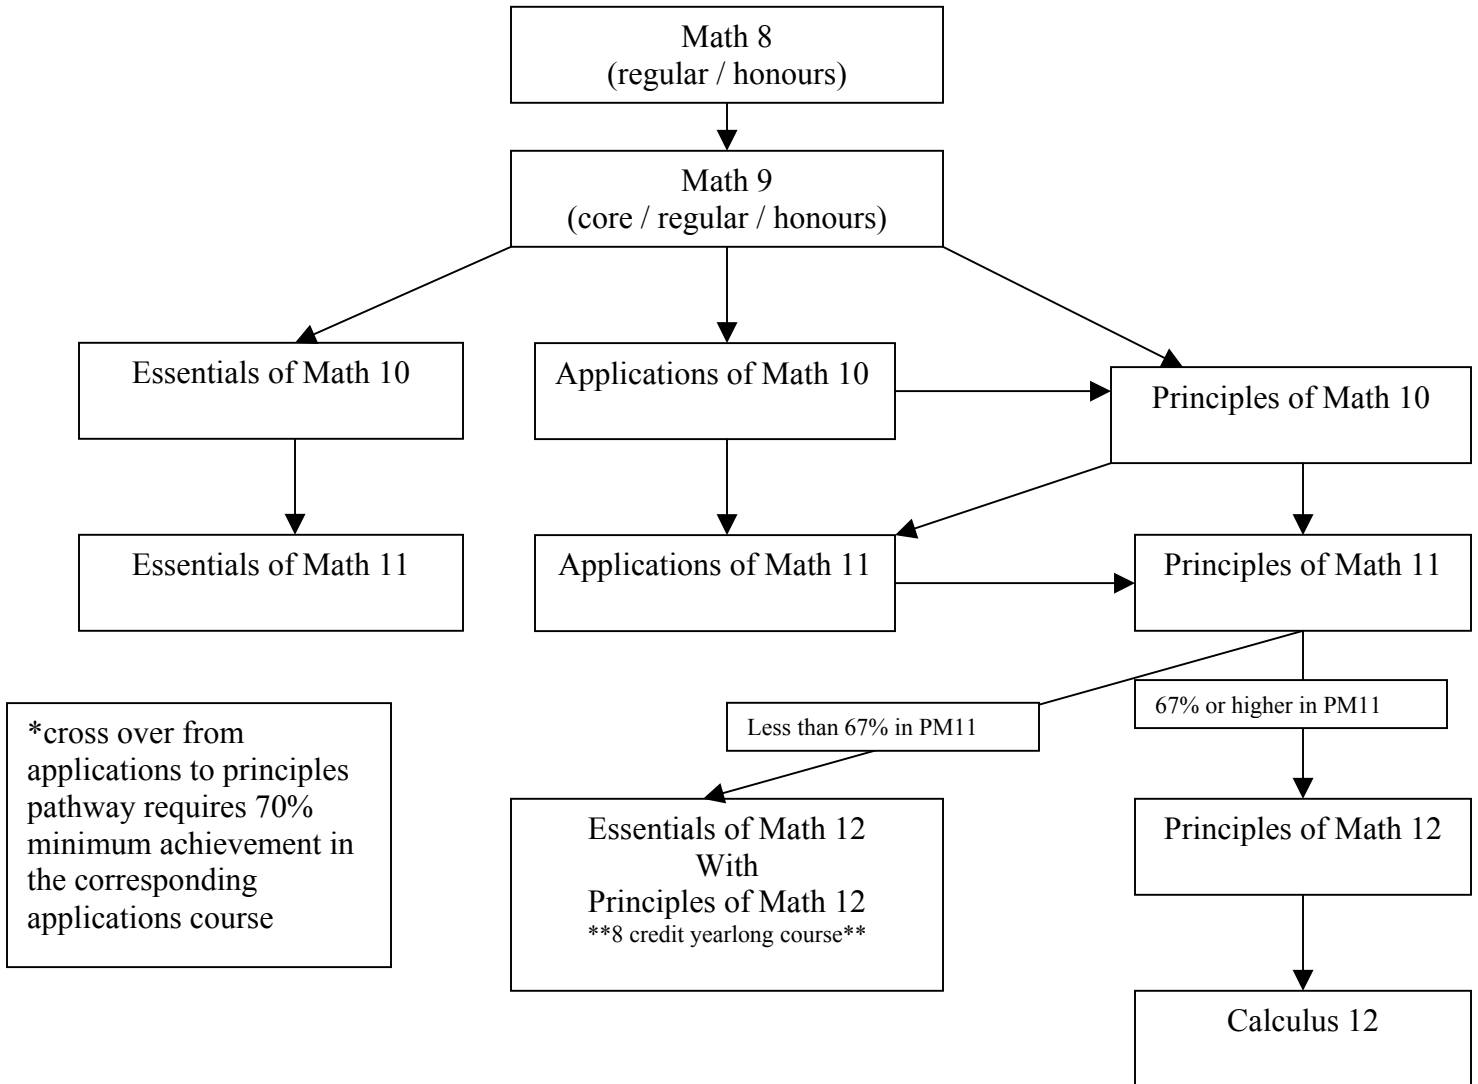 Math 8
(regular / honours)
Math 9
(core / regular / honours)
Essentials of Math 10
Applications of Math 10
Principles of Math 10
Essentials of Math 11
Applications of Math 11
Principles of Math 11
Less than 67% in PM11
67% or higher in PM11
*cross over from
applications to principles
pathway requires 70%
minimum achievement in
the corresponding
applications course
Essentials of Math 12
With
Principles of Math 12
**8 credit yearlong course**
Principles of Math 12
Calculus 12